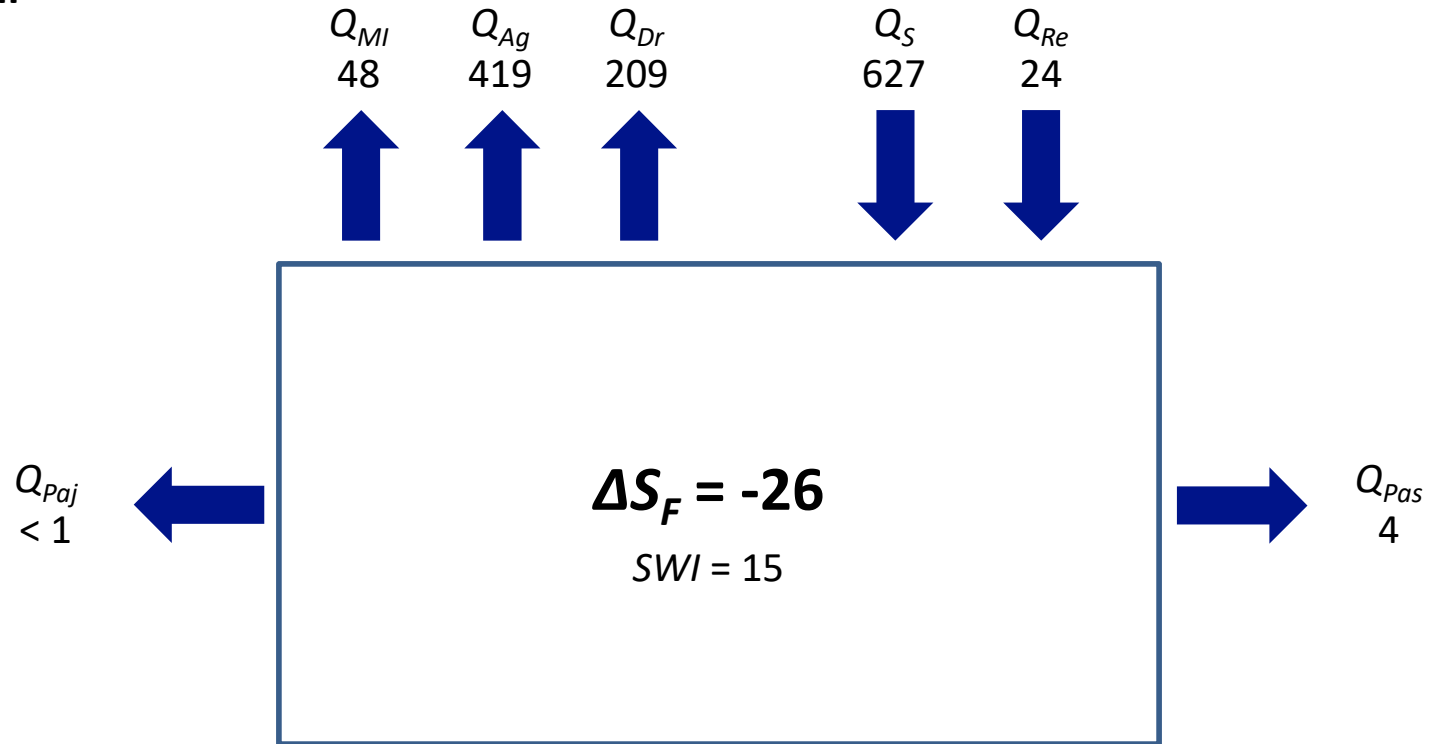 Q_MI Q_Ag Q_Dr Q_S Q_Re
48 419 209 627 24
Q_Paj
< 1
ΔS_F = -26
SWI = 15
Q_Pas
4